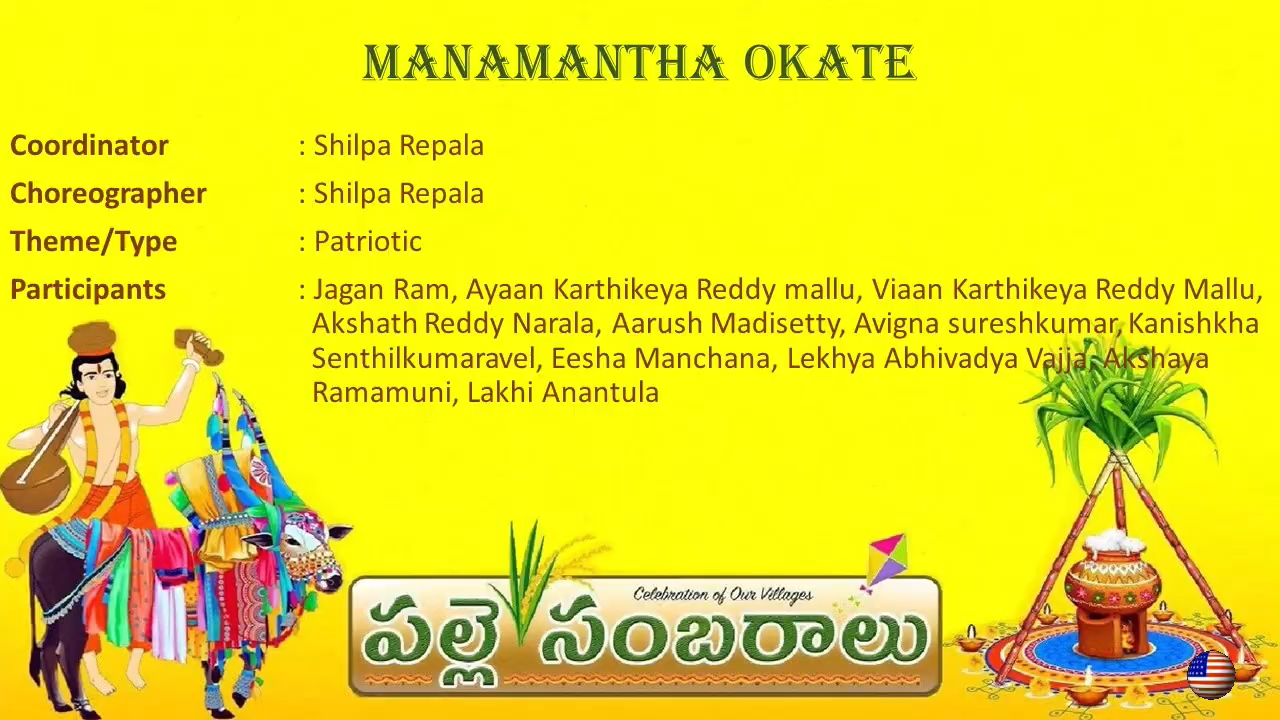 MANAMANTHA OKATE
Coordinator : Shilpa Repala
Choreographer : Shilpa Repala
Theme/Type : Patriotic
Participants : Jagan Ram, Ayaan Karthikeya Reddy mallu, Viaan Karthikeya Reddy Mallu,
Akshath Reddy Narala, Aarush Madisetty, Avigna sureshkumar, Kanishkha
Senthilkumaravel, Eesha Manchana, Lekhya Abhivadya Vajja, Akshaya
Ramamuni, Lakhi Anantula
Celebration of Our Villages
పల్లె సంబరాలు